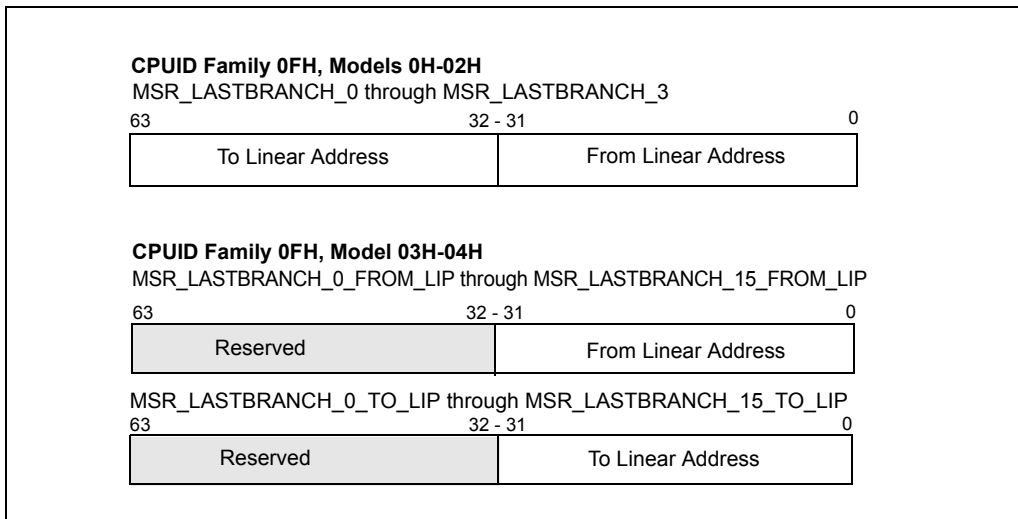 CPUID Family 0FH, Models 0H-02H
MSR_LASTBRANCH_0 through MSR_LASTBRANCH_3
63 32 - 31 0
To Linear Address From Linear Address
CPUID Family 0FH, Model 03H-04H
MSR_LASTBRANCH_0_FROM_LIP through MSR_LASTBRANCH_15_FROM_LIP
63 32 - 31 0
Reserved From Linear Address
MSR_LASTBRANCH_0_TO_LIP through MSR_LASTBRANCH_15_TO_LIP
63 32 - 31 0
Reserved To Linear Address